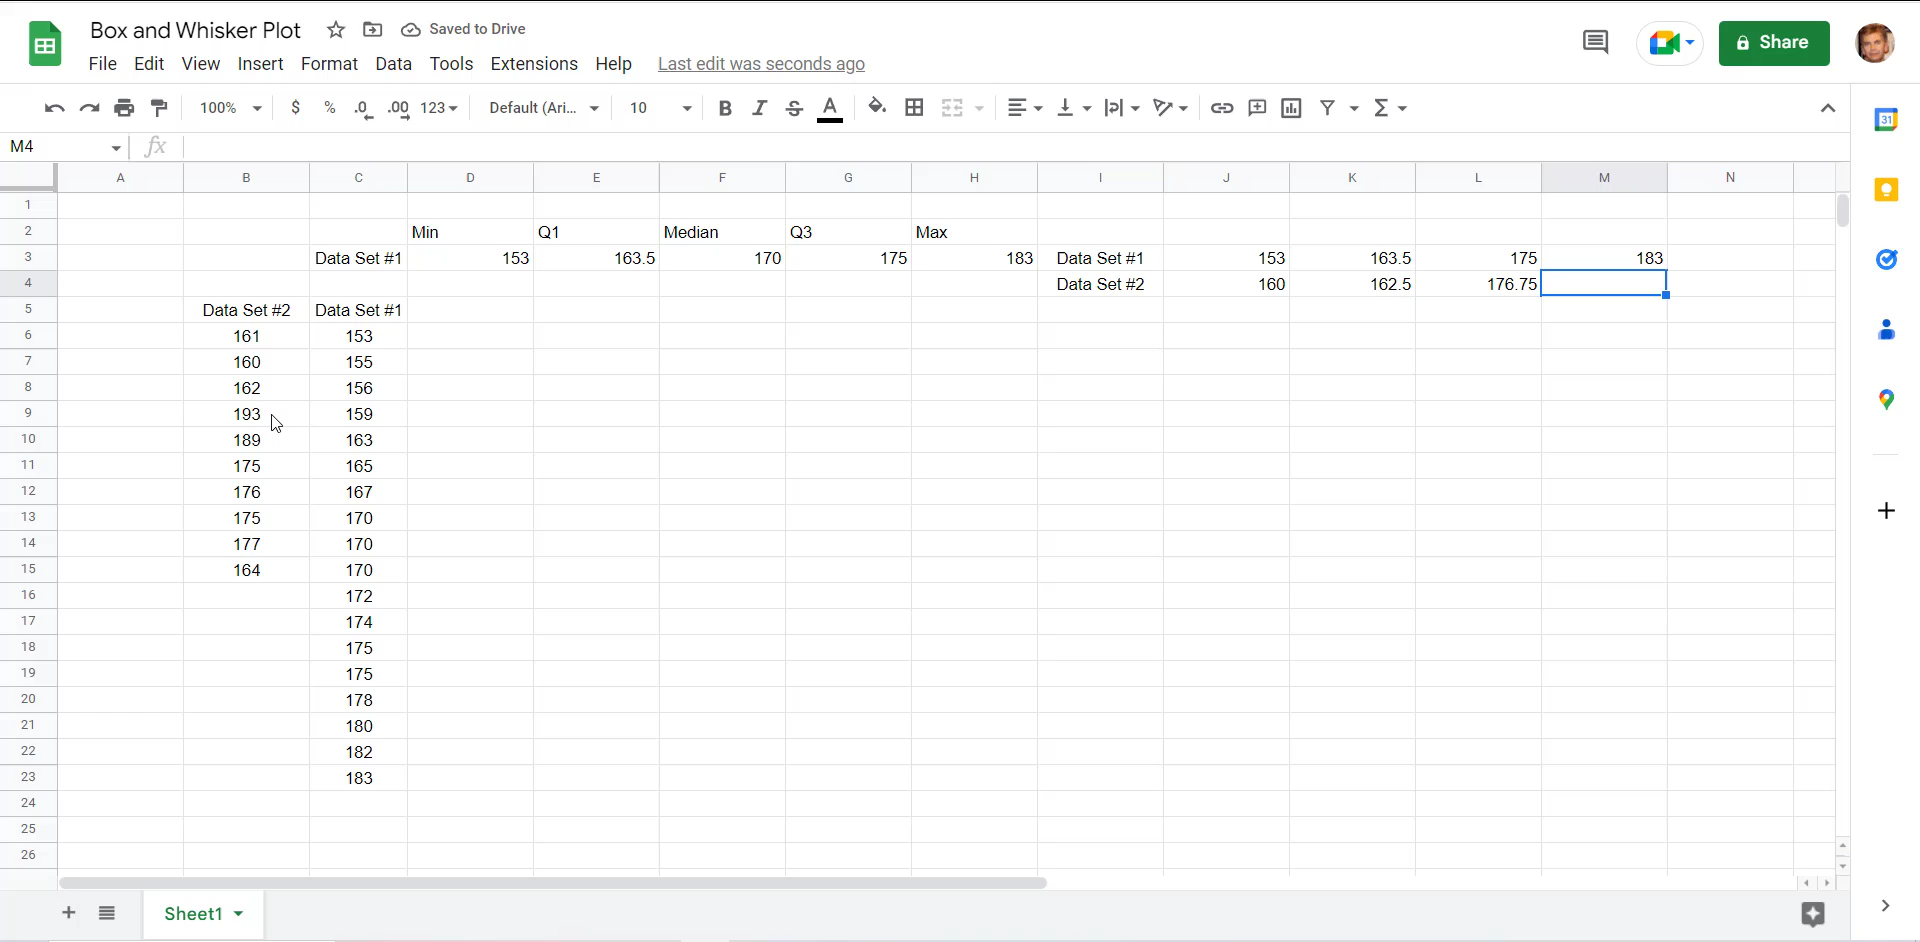 Box and Whisker Plot Saved to Drive
File Edit View Insert Format Data Tools Extensions Help Last edit was seconds ago
Share
100% $ % .0 .00 123 Default (Ari... 10 B I S A Σ
31
M4 fx
A B C D E F G H I J K L M N
1
2 Min Q1 Median Q3 Max
3 Data Set #1 153 163.5 170 175 183 Data Set #1 153 163.5 175 183
4 Data Set #2 160 162.5 176.75
5 Data Set #2 Data Set #1
6 161 153
7 160 155
8 162 156
9 193 159
10 189 163
11 175 165
12 176 167
13 175 170
14 177 170
15 164 170
16 172
17 174
18 175
19 175
20 178
21 180
22 182
23 183
24
25
26
Sheet1